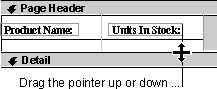 Page Header
Product Name: Units In Stock:
Detail
Drag the pointer up or down ...